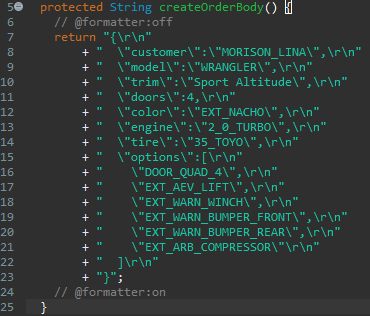 5 protected String createOrderBody() {
6 // @formatter:off
7 return "{\r\n"
8 + " \"customer\":\"MORISON_LINA\",\r\n"
9 + " \"model\":\"WRANGLER\",\r\n"
10 + " \"trim\":\"Sport Altitude\",\r\n"
11 + " \"doors\":4,\r\n"
12 + " \"color\":\"EXT_NACHO\",\r\n"
13 + " \"engine\":\"2_0_TURBO\",\r\n"
14 + " \"tire\":\"35_TOYO\",\r\n"
15 + " \"options\":[\r\n"
16 + " \"DOOR_QUAD_4\",\r\n"
17 + " \"EXT_AEV_LIFT\",\r\n"
18 + " \"EXT_WARN_WINCH\",\r\n"
19 + " \"EXT_WARN_BUMPER_FRONT\",\r\n"
20 + " \"EXT_WARN_BUMPER_REAR\",\r\n"
21 + " \"EXT_ARB_COMPRESSOR\"\r\n"
22 + " ]\r\n"
23 + "}";
24 // @formatter:on
25 }